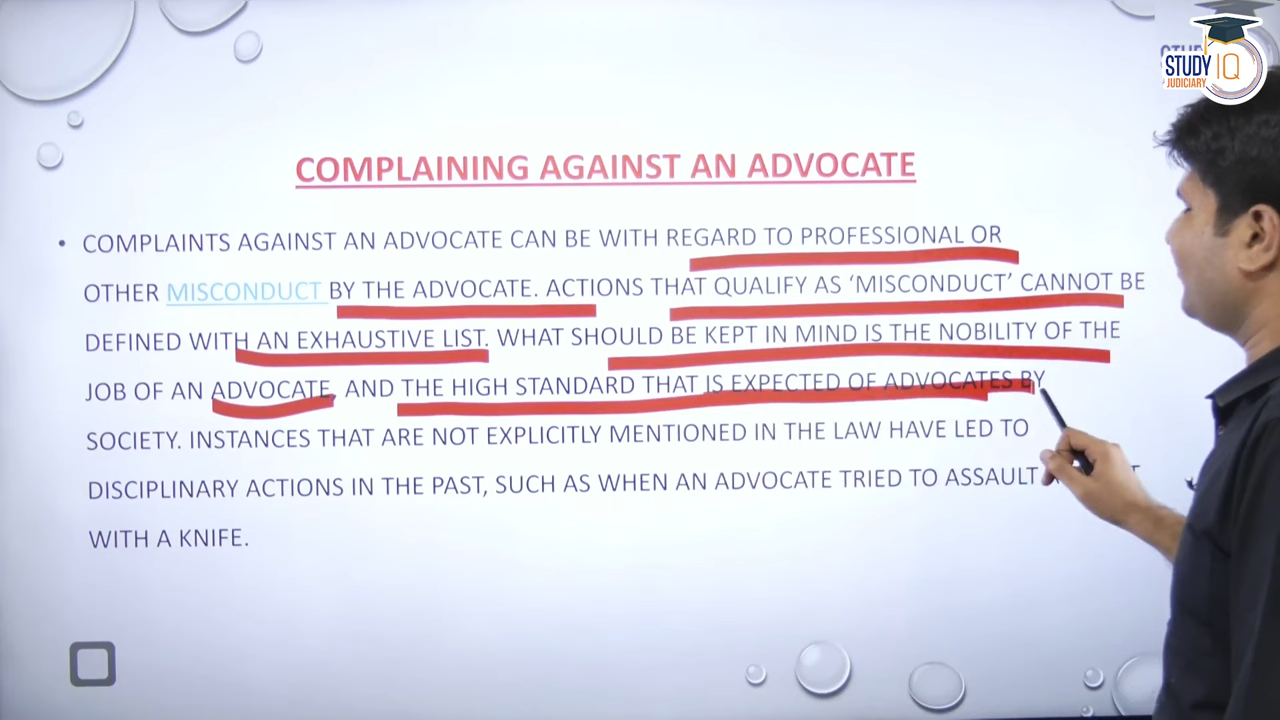 STUDY IQ
JUDICIARY
COMPLAINING AGAINST AN ADVOCATE
• COMPLAINTS AGAINST AN ADVOCATE CAN BE WITH REGARD TO PROFESSIONAL OR
OTHER MISCONDUCT BY THE ADVOCATE. ACTIONS THAT QUALIFY AS ‘MISCONDUCT’ CANNOT BE
DEFINED WITH AN EXHAUSTIVE LIST. WHAT SHOULD BE KEPT IN MIND IS THE NOBILITY OF THE
JOB OF AN ADVOCATE, AND THE HIGH STANDARD THAT IS EXPECTED OF ADVOCATES BY
SOCIETY. INSTANCES THAT ARE NOT EXPLICITLY MENTIONED IN THE LAW HAVE LED TO
DISCIPLINARY ACTIONS IN THE PAST, SUCH AS WHEN AN ADVOCATE TRIED TO ASSAULT
WITH A KNIFE.